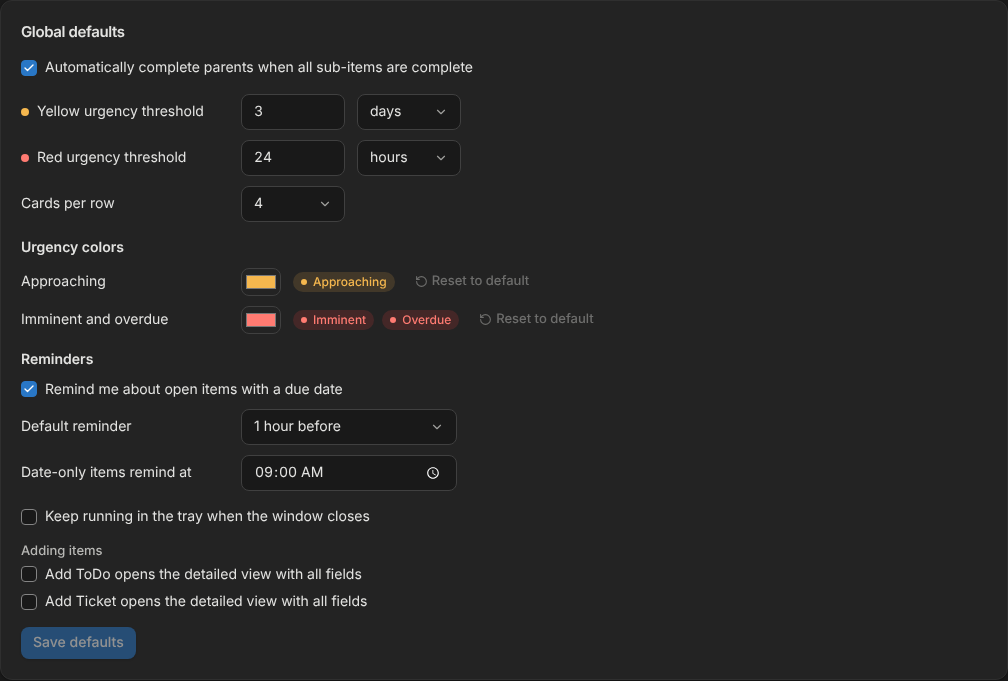 Global defaults
Automatically complete parents when all sub-items are complete
Yellow urgency threshold 3 days
Red urgency threshold 24 hours
Cards per row 4
Urgency colors
Approaching Approaching Reset to default
Imminent and overdue Imminent Overdue Reset to default
Reminders
Remind me about open items with a due date
Default reminder 1 hour before
Date-only items remind at 09:00 AM
Keep running in the tray when the window closes
Adding items
Add ToDo opens the detailed view with all fields
Add Ticket opens the detailed view with all fields
Save defaults